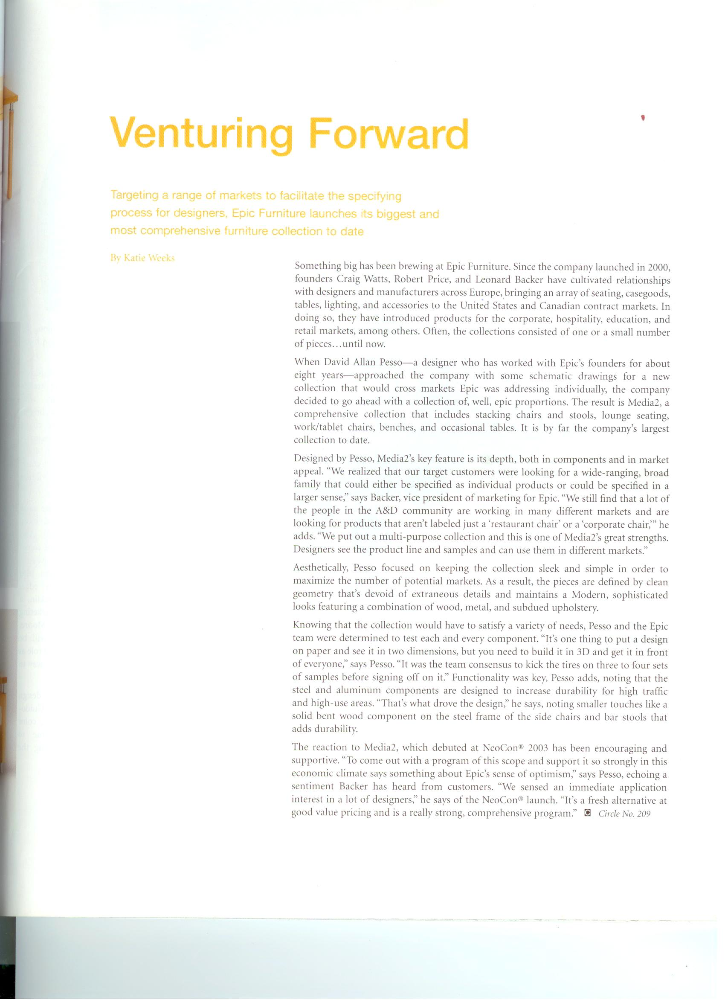 Venturing Forward
Targeting a range of markets to facilitate the specifying
process for designers, Epic Furniture launches its biggest and
most comprehensive furniture collection to date
By Katie Weeks
Something big has been brewing at Epic Furniture. Since the company launched in 2000,
founders Craig Watts, Robert Price, and Leonard Backer have cultivated relationships
with designers and manufacturers across Europe, bringing an array of seating, casegoods,
tables, lighting, and accessories to the United States and Canadian contract markets. In
doing so, they have introduced products for the corporate, hospitality, education, and
retail markets, among others. Often, the collections consisted of one or a small number
of pieces…until now.
When David Allan Pesso—a designer who has worked with Epic’s founders for about
eight years—approached the company with some schematic drawings for a new
collection that would cross markets Epic was addressing individually, the company
decided to go ahead with a collection of, well, epic proportions. The result is Media2, a
comprehensive collection that includes stacking chairs and stools, lounge seating,
work/tablet chairs, benches, and occasional tables. It is by far the company’s largest
collection to date.
Designed by Pesso, Media2’s key feature is its depth, both in components and in market
appeal. “We realized that our target customers were looking for a wide-ranging, broad
family that could either be specified as individual products or could be specified in a
larger sense,” says Backer, vice president of marketing for Epic. “We still find that a lot of
the people in the A&D community are working in many different markets and are
looking for products that aren’t labeled just a ‘restaurant chair’ or a ‘corporate chair,’” he
adds. “We put out a multi-purpose collection and this is one of Media2’s great strengths.
Designers see the product line and samples and can use them in different markets.”
Aesthetically, Pesso focused on keeping the collection sleek and simple in order to
maximize the number of potential markets. As a result, the pieces are defined by clean
geometry that’s devoid of extraneous details and maintains a Modern, sophisticated
looks featuring a combination of wood, metal, and subdued upholstery.
Knowing that the collection would have to satisfy a variety of needs, Pesso and the Epic
team were determined to test each and every component. “It’s one thing to put a design
on paper and see it in two dimensions, but you need to build it in 3D and get it in front
of everyone,” says Pesso. “It was the team consensus to kick the tires on three to four sets
of samples before signing off on it.” Functionality was key, Pesso adds, noting that the
steel and aluminum components are designed to increase durability for high traffic
and high-use areas. “That’s what drove the design,” he says, noting smaller touches like a
solid bent wood component on the steel frame of the side chairs and bar stools that
adds durability.
The reaction to Media2, which debuted at NeoCon® 2003 has been encouraging and
supportive. “To come out with a program of this scope and support it so strongly in this
economic climate says something about Epic’s sense of optimism,” says Pesso, echoing a
sentiment Backer has heard from customers. “We sensed an immediate application
interest in a lot of designers,” he says of the NeoCon® launch. “It’s a fresh alternative at
good value pricing and is a really strong, comprehensive program.” C Circle No. 209